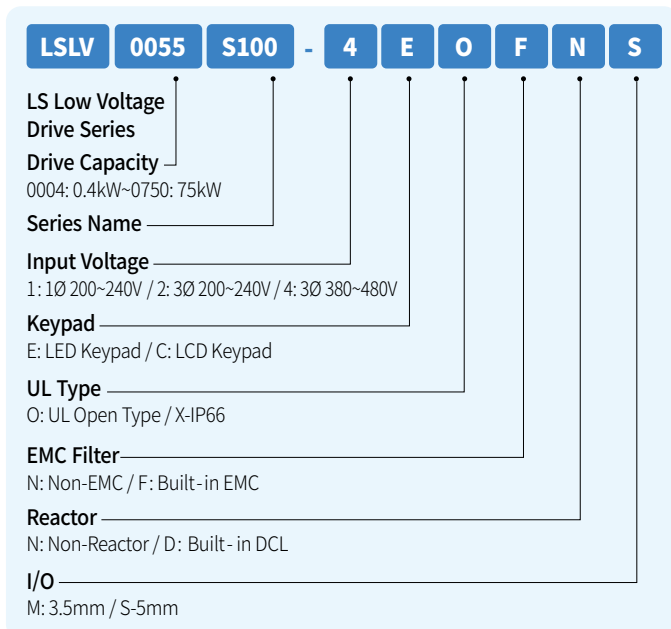 LSLV 0055 S100 - 4 E O F N S
LS Low Voltage
Drive Series
Drive Capacity
0004: 0.4kW~0750: 75kW
Series Name
Input Voltage
1: 1Ø 200~240V / 2: 3Ø 200~240V / 4: 3Ø 380~480V
Keypad
E: LED Keypad / C: LCD Keypad
UL Type
O: UL Open Type / X-IP66
EMC Filter
N: Non-EMC / F: Built-in EMC
Reactor
N: Non-Reactor / D: Built- in DCL
I/O
M: 3.5mm / S-5mm